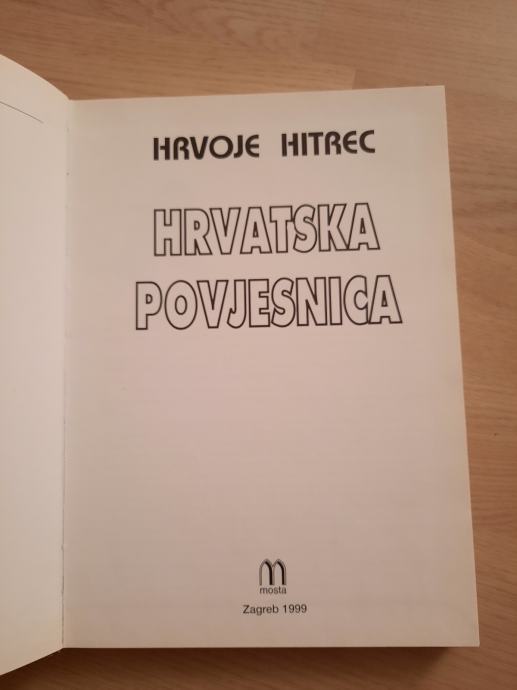 HRVOJE HITREC
HRVATSKA
POVJESNICA
mosta
Zagreb 1999